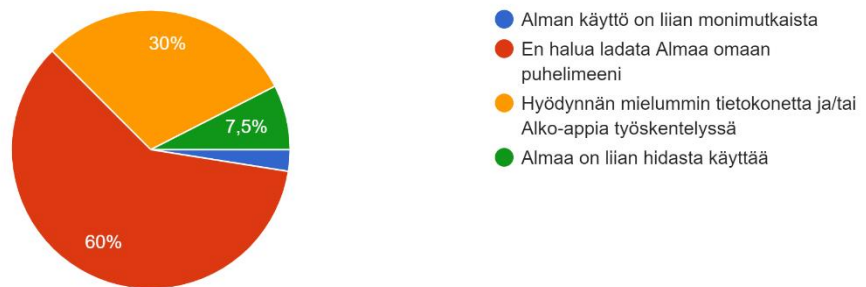 30%
7,5%
60%
Alman käyttö on liian monimutkaista
En halua ladata Almaa omaan
puhelimeeni
Hyödynnän mielummin tietokonetta ja/tai
Alko-appia työskentelyssä
Almaa on liian hidasta käyttää